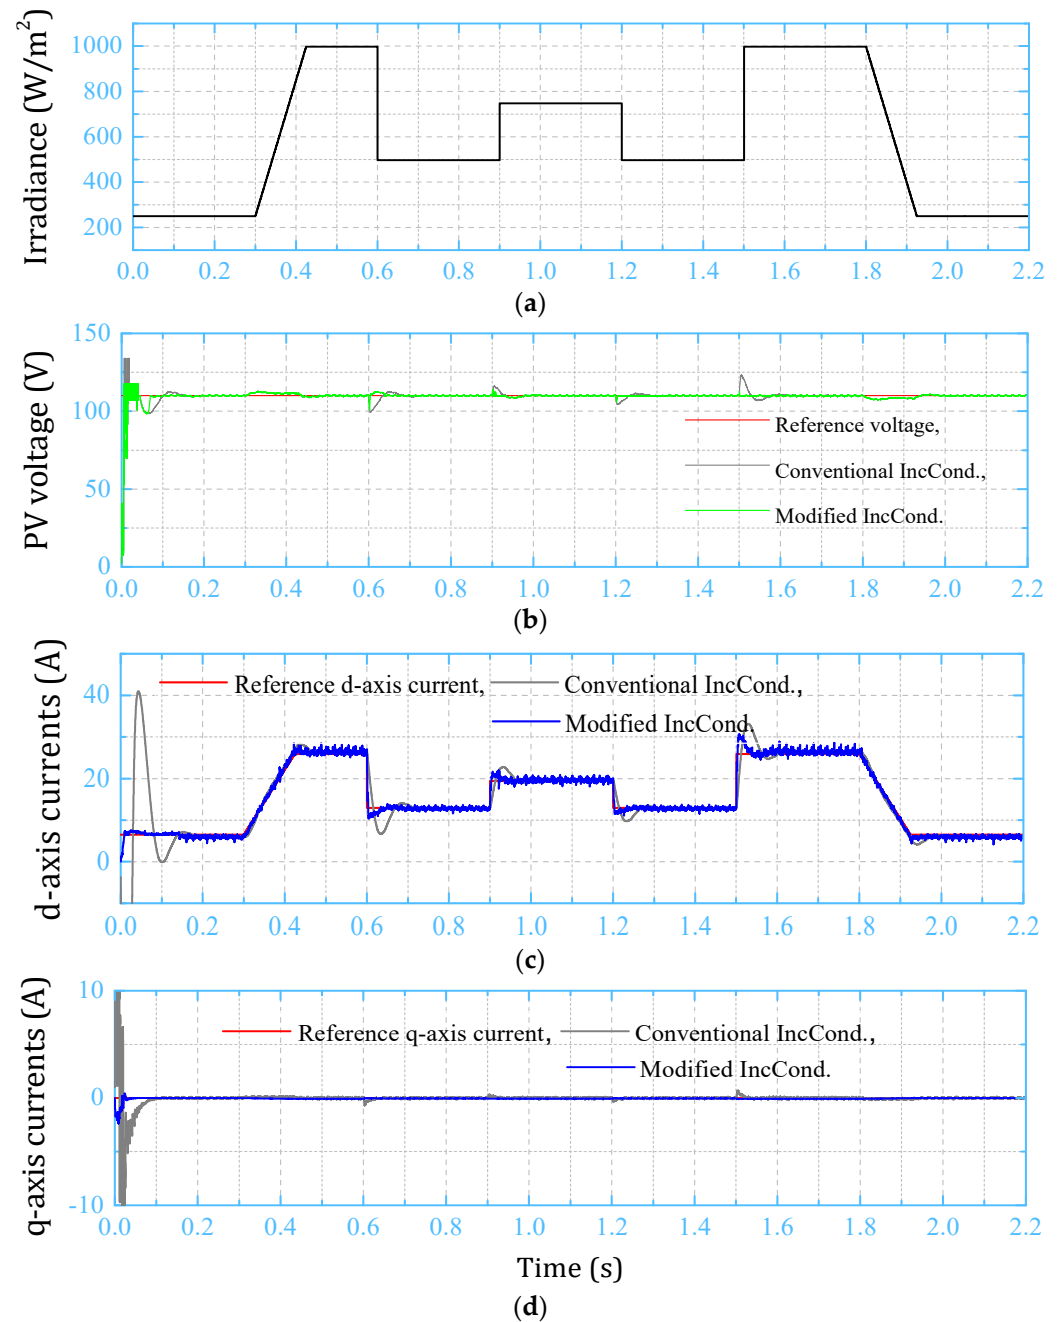 Irradiance (W/m²)
1000
800
600
400
200
0.0 0.2 0.4 0.6 0.8 1.0 1.2 1.4 1.6 1.8 2.0 2.2
(a)
PV voltage (V)
150
100
50
0
Reference voltage,
Conventional IncCond.,
Modified IncCond.
0.0 0.2 0.4 0.6 0.8 1.0 1.2 1.4 1.6 1.8 2.0 2.2
(b)
d-axis currents (A)
40
20
0
Reference d-axis current, Conventional IncCond.,
Modified IncCond.
0.0 0.2 0.4 0.6 0.8 1.0 1.2 1.4 1.6 1.8 2.0 2.2
(c)
q-axis currents (A)
10
0
-10
Reference q-axis current, Conventional IncCond.,
Modified IncCond.
0.0 0.2 0.4 0.6 0.8 1.0 1.2 1.4 1.6 1.8 2.0 2.2
Time (s)
(d)